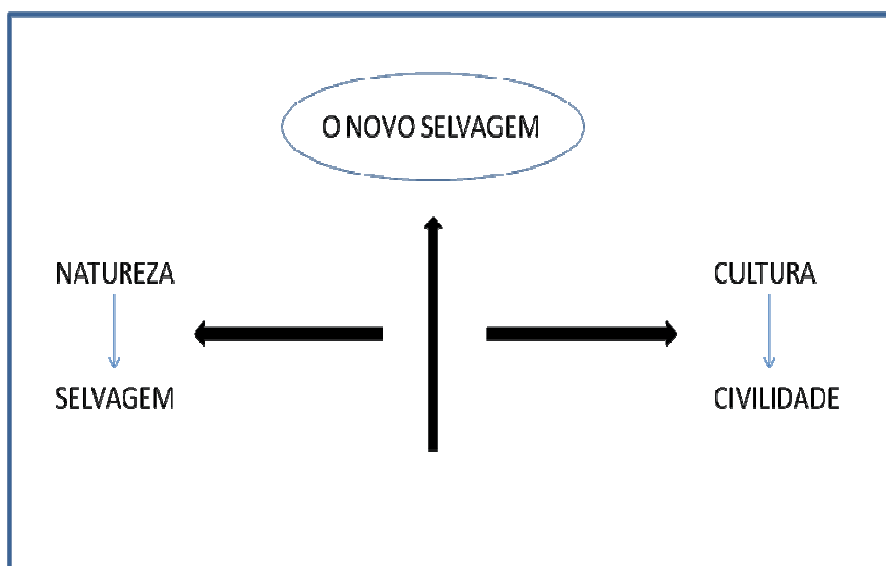 O NOVO SELVAGEM
NATUREZA
CULTURA
SELVAGEM
CIVILIDADE